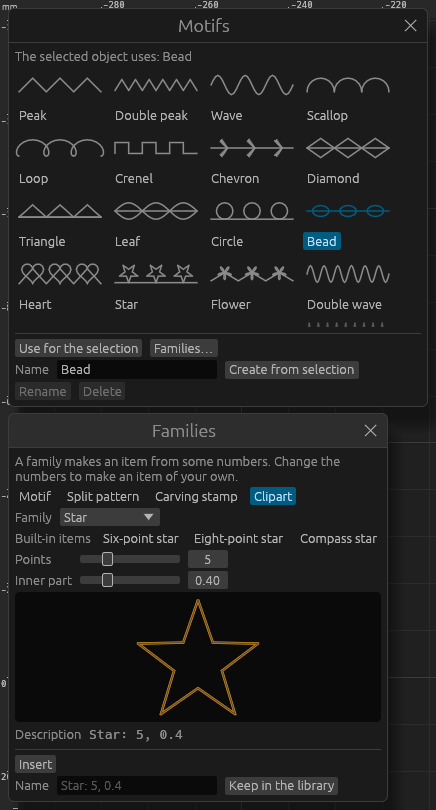 mm -280 -260 -240 -220
Motifs
The selected object uses: Bead
Peak Double peak Wave Scallop
Loop Crenel Chevron Diamond
Triangle Leaf Circle Bead
Heart Star Flower Double wave
Use for the selection Families…
Name Bead Create from selection
Rename Delete
Families
A family makes an item from some numbers. Change the
numbers to make an item of your own.
Motif Split pattern Carving stamp Clipart
Family Star
Built-in items Six-point star Eight-point star Compass star
Points 5
Inner part 0.40
Description Star: 5, 0.4
Insert
Name Star: 5, 0.4 Keep in the library